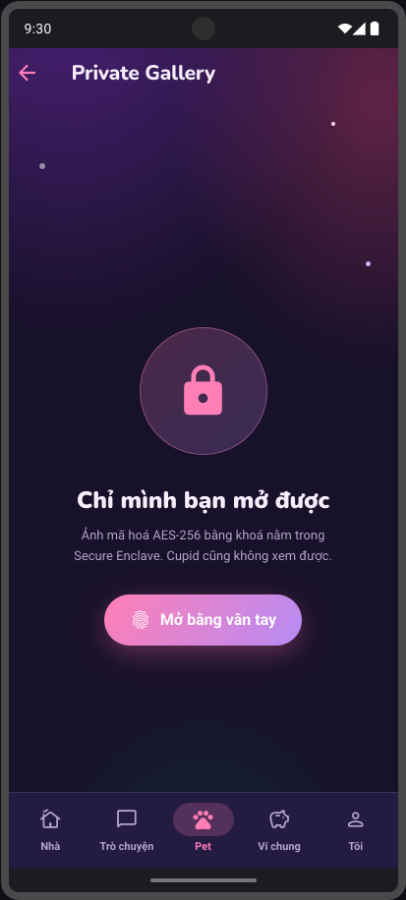 9:30
Private Gallery
Chỉ mình bạn mở được
Ảnh mã hoá AES-256 bằng khoá nằm trong
Secure Enclave. Cupid cũng không xem được.
Mở bằng vân tay
Nhà
Trò chuyện
Pet
Ví chung
Tôi